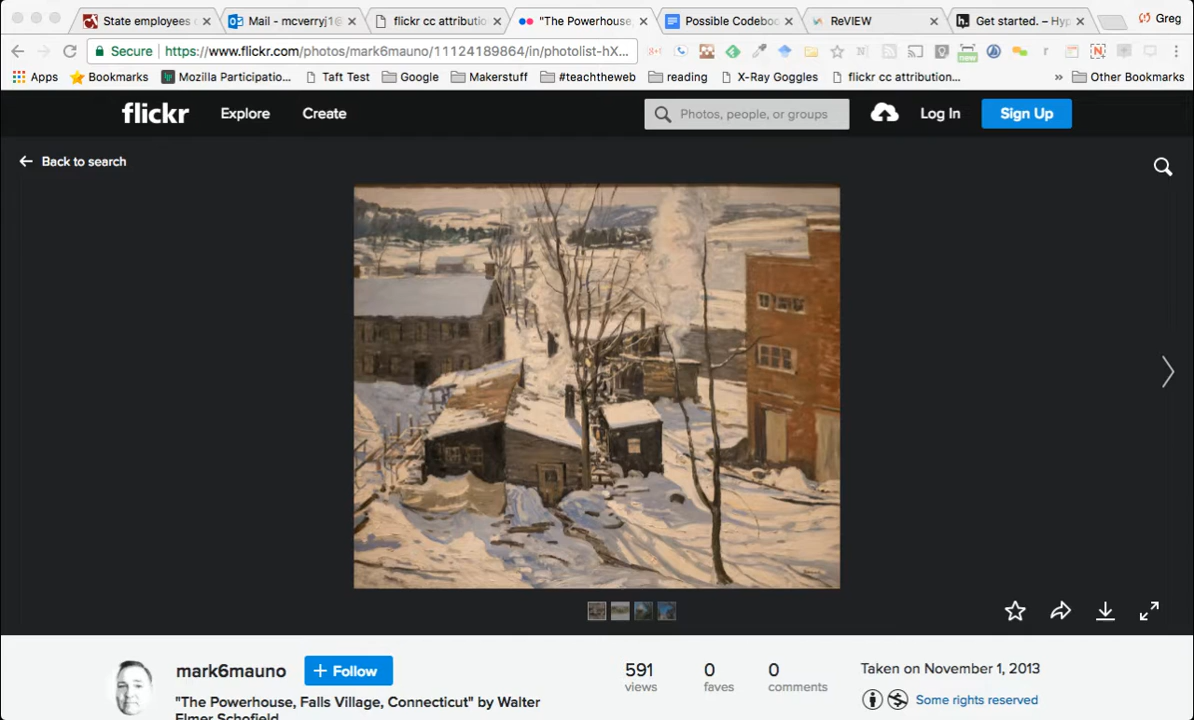 State employees
Mail - mcverryj1@
flickr cc attributio
"The Powerhouse,
Possible Codeboo
ReVIEW
Get started. – Hyp
Greg
Secure
https://www.flickr.com/photos/mark6mauno/11124189864/in/photolist-hX...
new
Apps
Bookmarks
Mozilla Participatio...
Taft Test
Google
Makerstuff
#teachtheweb
reading
X-Ray Goggles
flickr cc attribution...
»
Other Bookmarks
flickr
Explore
Create
Photos, people, or groups
Log In
Sign Up
Back to search
mark6mauno
+ Follow
"The Powerhouse, Falls Village, Connecticut" by Walter
Elmer Schofield
591
views
0
faves
0
comments
Taken on November 1, 2013
Some rights reserved